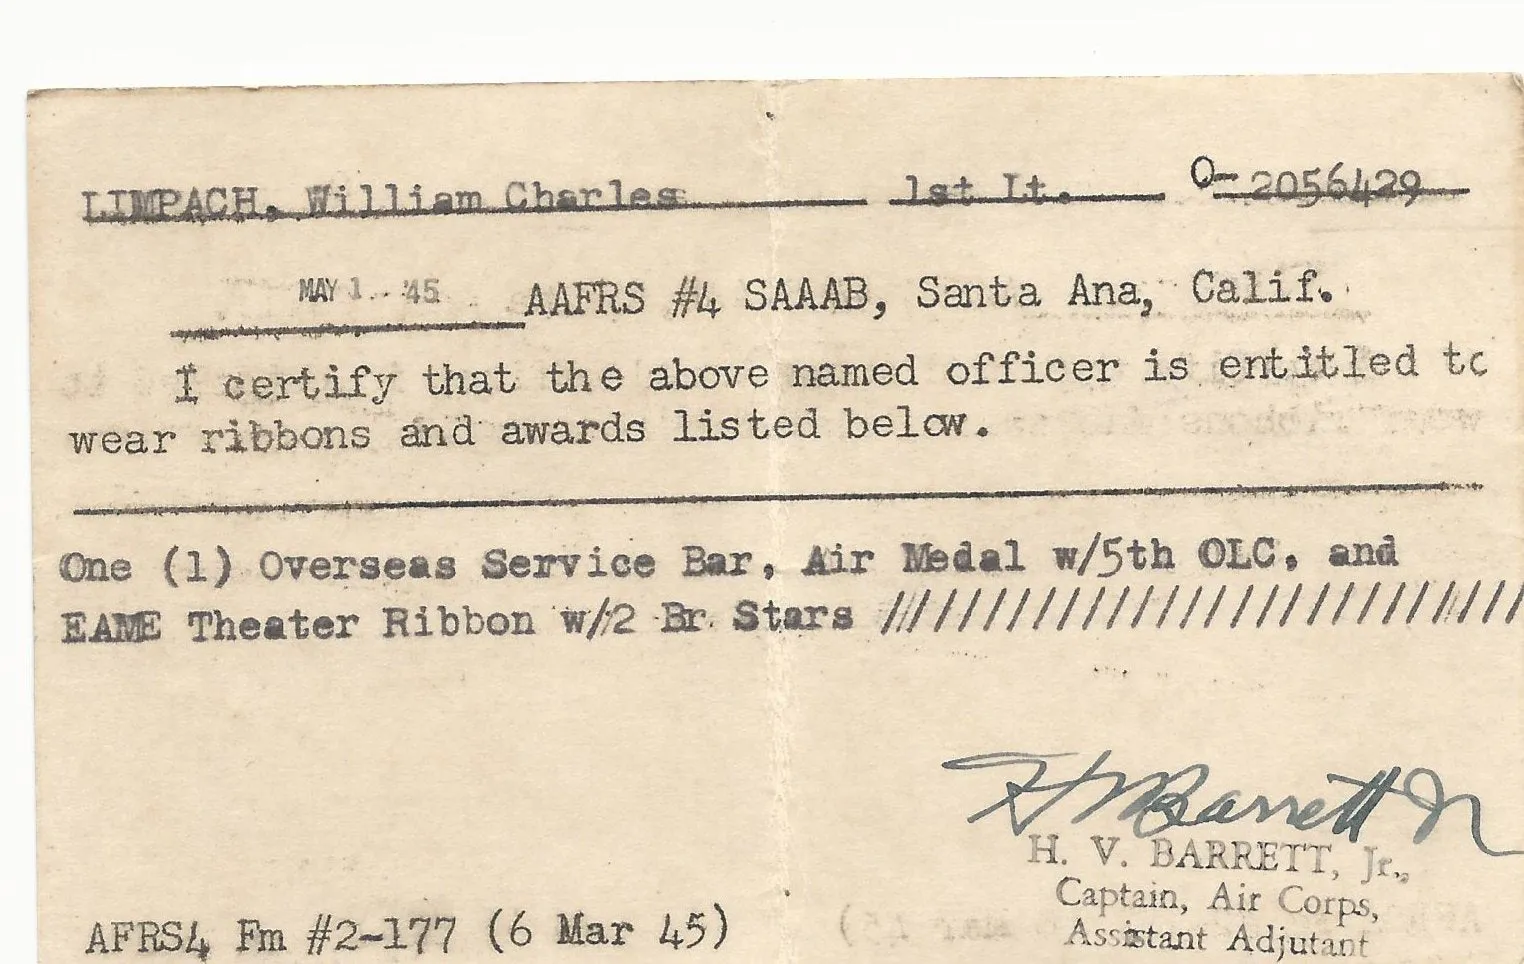 LIMPACH, William Charles 1st Lt. O-2056429
MAY 1 '45 AAFRS #4 SAAAB, Santa Ana, Calif.
I certify that the above named officer is entitled to
wear ribbons and awards listed below.
One (1) Overseas Service Bar, Air Medal w/5th OLC, and
EAME Theater Ribbon w/2 Br Stars ///////////////////////////
H V Barrett Jr
H. V. BARRETT, Jr.,
Captain, Air Corps,
AFRS4 Fm #2-177 (6 Mar 45) Assistant Adjutant